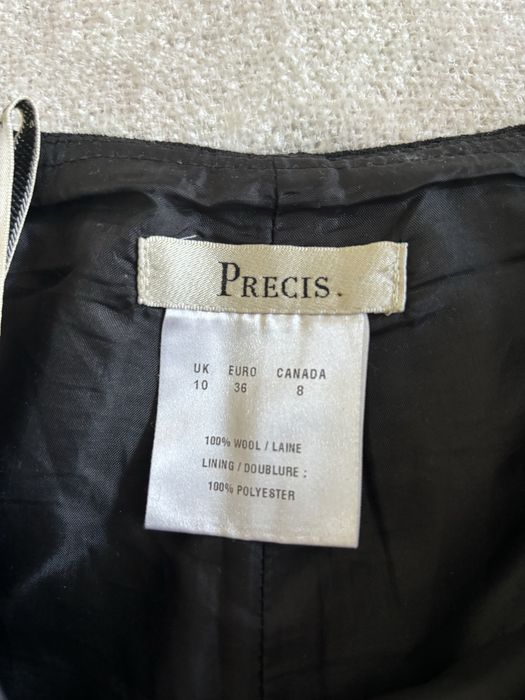 PRECIS.
UK EURO CANADA
10 36 8
100% WOOL / LAINE
LINING / DOUBLURE :
100% POLYESTER